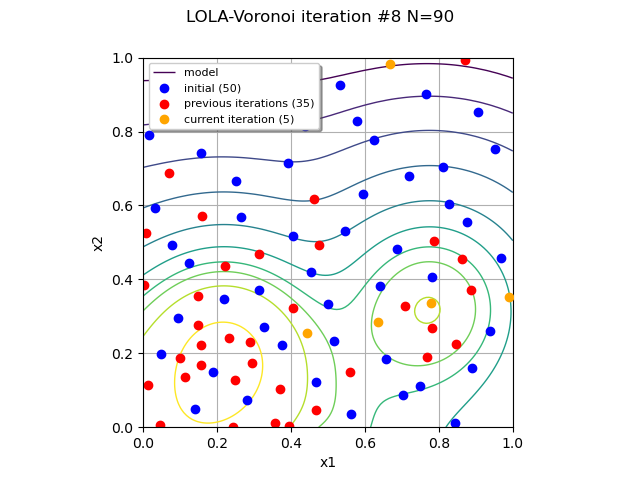 LOLA-Voronoi iteration #8 N=90
1.0
0.8
0.6
0.4
0.2
0.0
x2
model
initial (50)
previous iterations (35)
current iteration (5)
0.0 0.2 0.4 0.6 0.8 1.0
x1